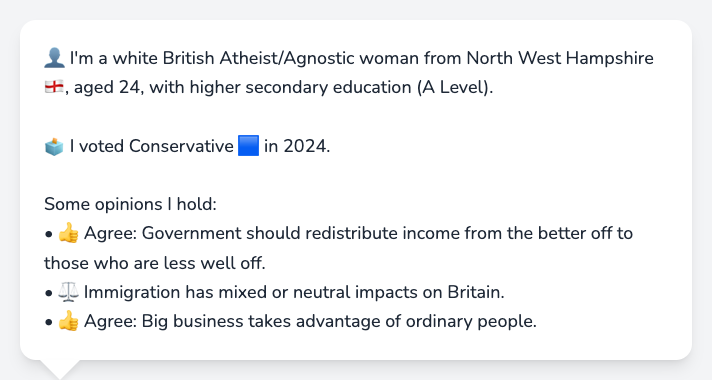 👤 I'm a white British Atheist/Agnostic woman from North West Hampshire
🏴󠁧󠁢󠁥󠁮󠁧󠁿, aged 24, with higher secondary education (A Level).
🗳️ I voted Conservative 🟦 in 2024.
Some opinions I hold:
• 👍 Agree: Government should redistribute income from the better off to
those who are less well off.
• ⚖️ Immigration has mixed or neutral impacts on Britain.
• 👍 Agree: Big business takes advantage of ordinary people.